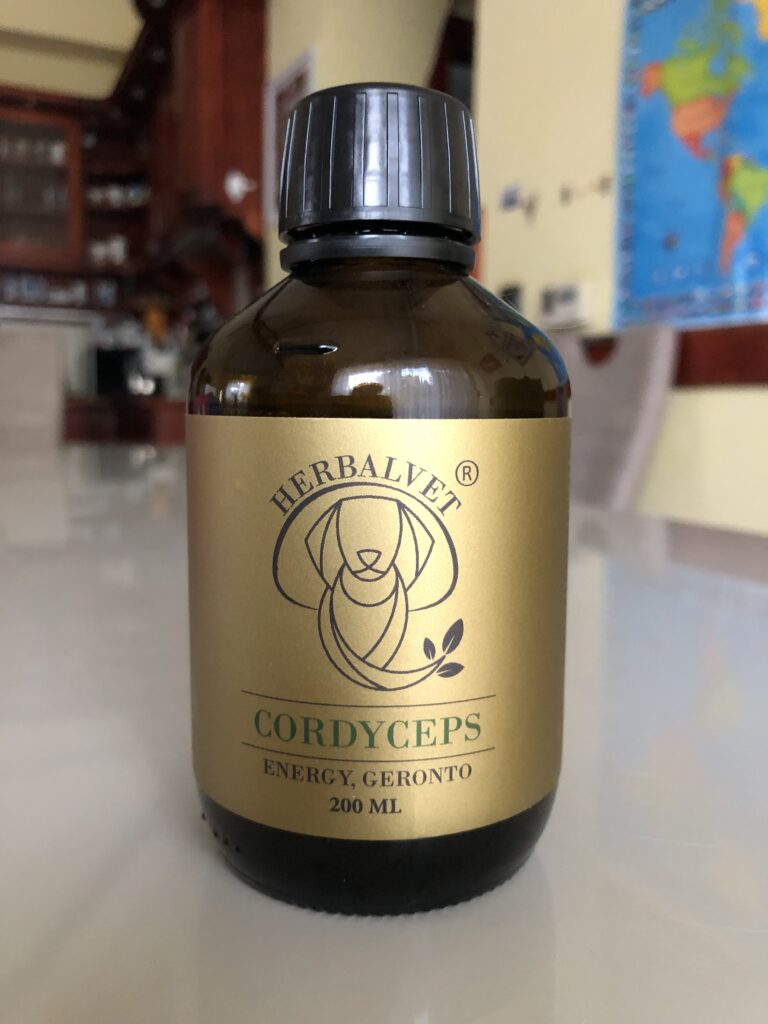 HERBALVET ®
CORDYCEPS
ENERGY, GERONTO
200 ML